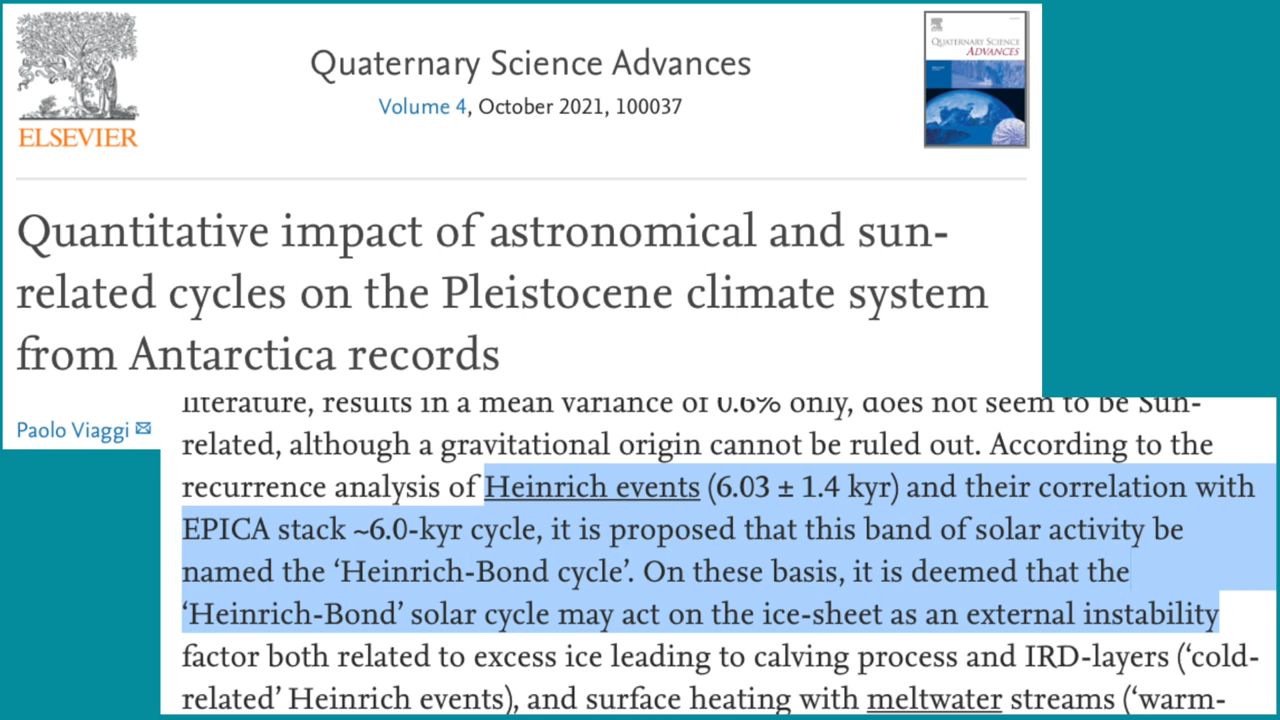 ELSEVIER
Quaternary Science Advances
Volume 4, October 2021, 100037
QUATERNARY SCIENCE
ADVANCES
Quantitative impact of astronomical and sun-
related cycles on the Pleistocene climate system
from Antarctica records
Paolo Viaggi
literature, results in a mean variance of 0.6% only, does not seem to be Sun-
related, although a gravitational origin cannot be ruled out. According to the
recurrence analysis of Heinrich events (6.03 ± 1.4 kyr) and their correlation with
EPICA stack ~6.0-kyr cycle, it is proposed that this band of solar activity be
named the ‘Heinrich-Bond cycle’. On these basis, it is deemed that the
‘Heinrich-Bond’ solar cycle may act on the ice-sheet as an external instability
factor both related to excess ice leading to calving process and IRD-layers (‘cold-
related’ Heinrich events), and surface heating with meltwater streams (‘warm-